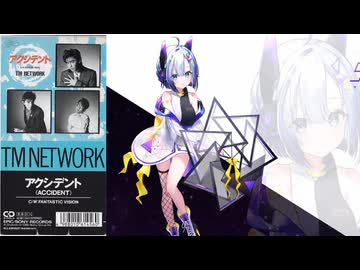 アクシデント
TM NETWORK
TM NETWORK
アクシデント
(ACCIDENT)
C/W FANTASTIC VISION
EPIC/SONY RECORDS